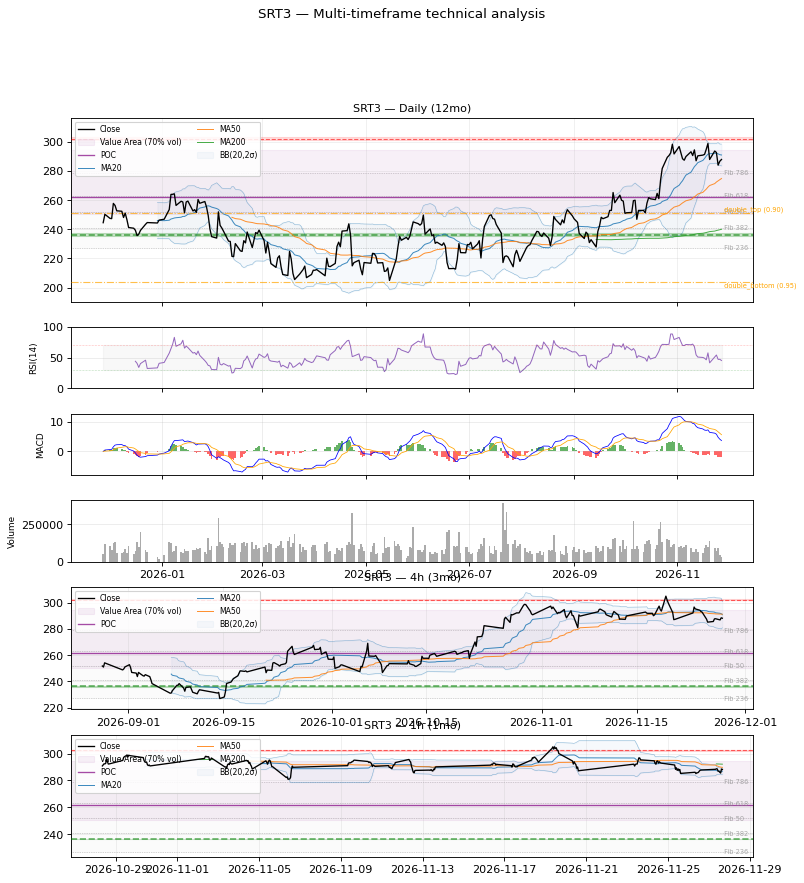 SRT3 — Multi-timeframe technical analysis
SRT3 — Daily (12mo)
Close
Value Area (70% vol)
POC
MA20
MA50
MA200
BB(20,2σ)
300
280
260
240
220
200
Fib 786
Fib 618
double_top (0.90)
Fib 382
Fib 236
double_bottom (0.95)
RSI(14)
100
50
0
MACD
10
0
Volume
250000
0
2026-01
2026-03
2026-05
2026-07
2026-09
2026-11
SRT3 — 4h (3mo)
Close
Value Area (70% vol)
POC
MA20
MA50
BB(20,2σ)
300
280
260
240
220
Fib 786
Fib 618
Fib 50
Fib 382
Fib 236
2026-09-01
2026-09-15
2026-10-01
2026-10-15
2026-11-01
2026-11-15
2026-12-01
SRT3 — 1h (1mo)
Close
Value Area (70% vol)
POC
MA20
MA50
MA200
BB(20,2σ)
300
280
260
240
Fib 786
Fib 618
Fib 50
Fib 382
Fib 236
2026-10-29
2026-11-01
2026-11-05
2026-11-09
2026-11-13
2026-11-17
2026-11-21
2026-11-25
2026-11-29